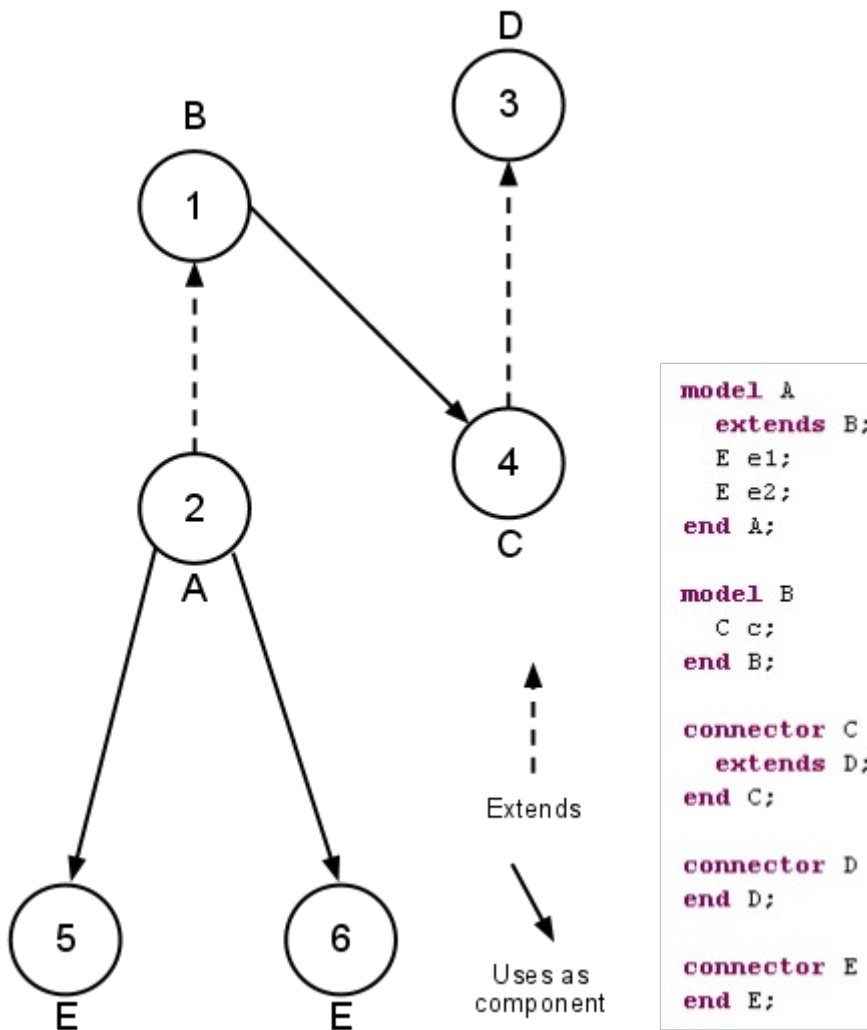 D
3
B
1
4
C
2
A
5
E
6
E
Extends
Uses as
component
model A
extends B;
E e1;
E e2;
end A;
model B
C c;
end B;
connector C
extends D;
end C;
connector D
end D;
connector E
end E;